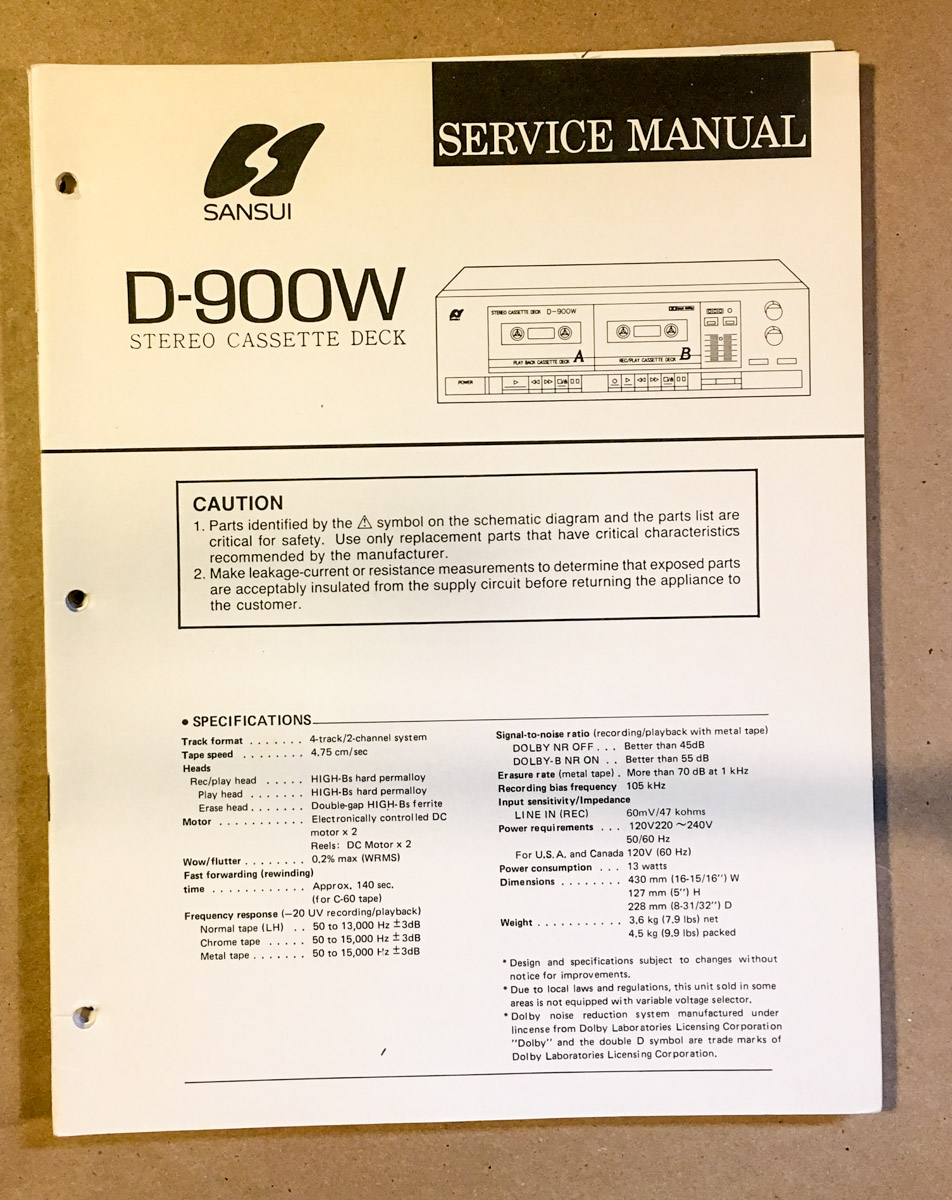 SERVICE MANUAL
SANSUI
D-900W
STEREO CASSETTE DECK
STEREO CASSETTE DECK D-900W
PLAY BACK CASSETTE DECK A
REC/PLAY CASSETTE DECK B
POWER
CAUTION
1. Parts identified by the ⚠ symbol on the schematic diagram and the parts list are
critical for safety. Use only replacement parts that have critical characteristics
recommended by the manufacturer.
2. Make leakage-current or resistance measurements to determine that exposed parts
are acceptably insulated from the supply circuit before returning the appliance to
the customer.
• SPECIFICATIONS
Track format . . . . . . . 4-track/2-channel system
Tape speed . . . . . . . . 4.75 cm/sec
Heads
Rec/play head . . . . . HIGH-Bs hard permalloy
Play head . . . . . HIGH-Bs hard permalloy
Erase head . . . . . . . Double-gap HIGH-Bs ferrite
Motor . . . . . . . . . . . Electronically controlled DC
motor x 2
Reels: DC Motor x 2
Wow/flutter . . . . . . . . 0.2% max (WRMS)
Fast forwarding (rewinding)
time . . . . . . . . . . . . Approx. 140 sec.
(for C-60 tape)
Frequency response (−20 UV recording/playback)
Normal tape (LH) . . 50 to 13,000 Hz ±3dB
Chrome tape . . . . . 50 to 15,000 Hz ±3dB
Metal tape . . . . . . . 50 to 15,000 Hz ±3dB
Signal-to-noise ratio (recording/playback with metal tape)
DOLBY NR OFF . . . Better than 45dB
DOLBY-B NR ON . . Better than 55 dB
Erasure rate (metal tape) . More than 70 dB at 1 kHz
Recording bias frequency 105 kHz
Input sensitivity/Impedance
LINE IN (REC) 60mV/47 kohms
Power requirements . . . 120V220 ~240V
50/60 Hz
For U.S.A. and Canada 120V (60 Hz)
Power consumption . . . 13 watts
Dimensions . . . . . . . . 430 mm (16-15/16'') W
127 mm (5'') H
228 mm (8-31/32'') D
Weight . . . . . . . . . . . 3.6 kg (7.9 lbs) net
4.5 kg (9.9 lbs) packed
* Design and specifications subject to changes without
notice for improvements.
* Due to local laws and regulations, this unit sold in some
areas is not equipped with variable voltage selector.
* Dolby noise reduction system manufactured under
lincense from Dolby Laboratories Licensing Corporation
"Dolby" and the double D symbol are trade marks of
Dolby Laboratories Licensing Corporation.